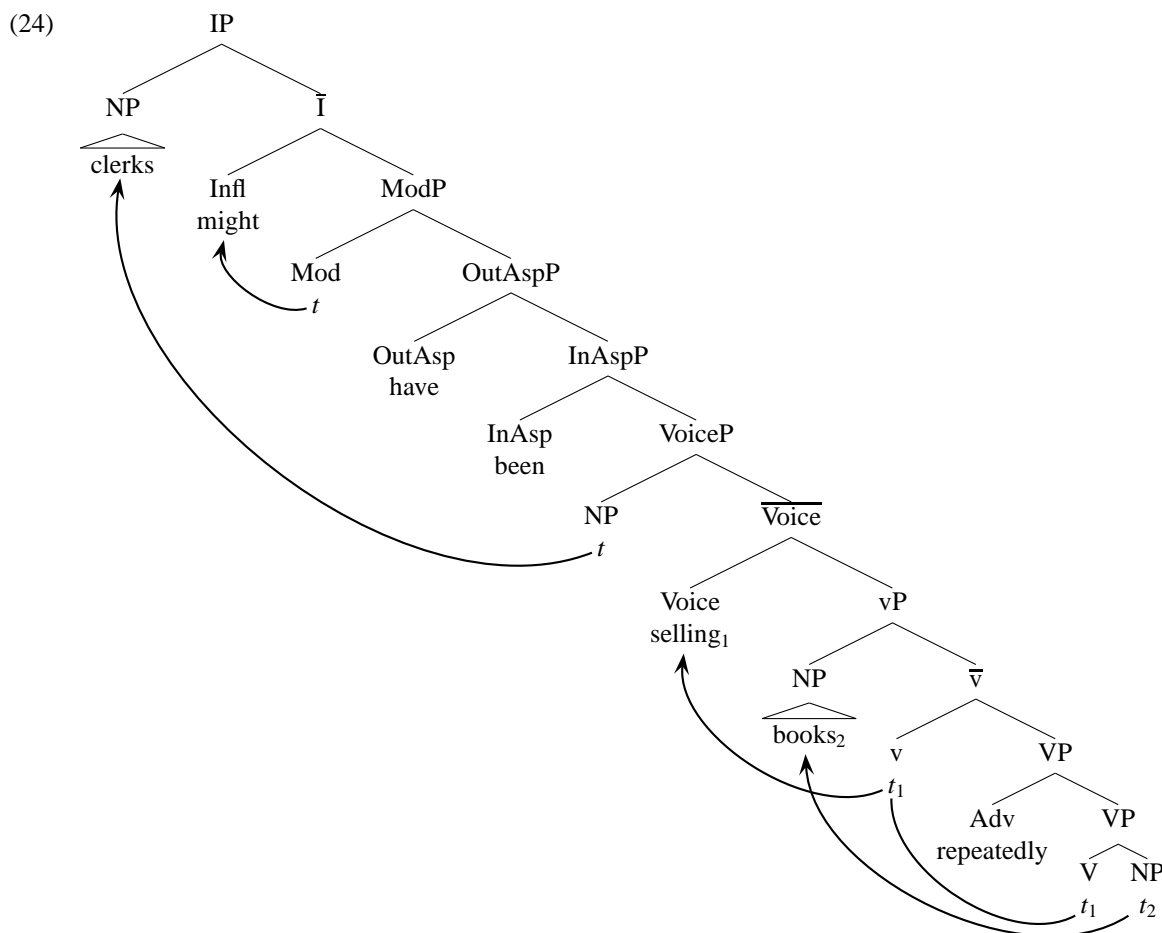 (24) IP
NP Ī
clerks
Infl ModP
might
Mod OutAspP
t
OutAsp InAspP
have
InAsp VoiceP
been
NP V̅o̅i̅c̅e̅
t
Voice vP
selling₁
NP v̅
books₂
v VP
t₁
Adv VP
repeatedly
V NP
t₁ t₂